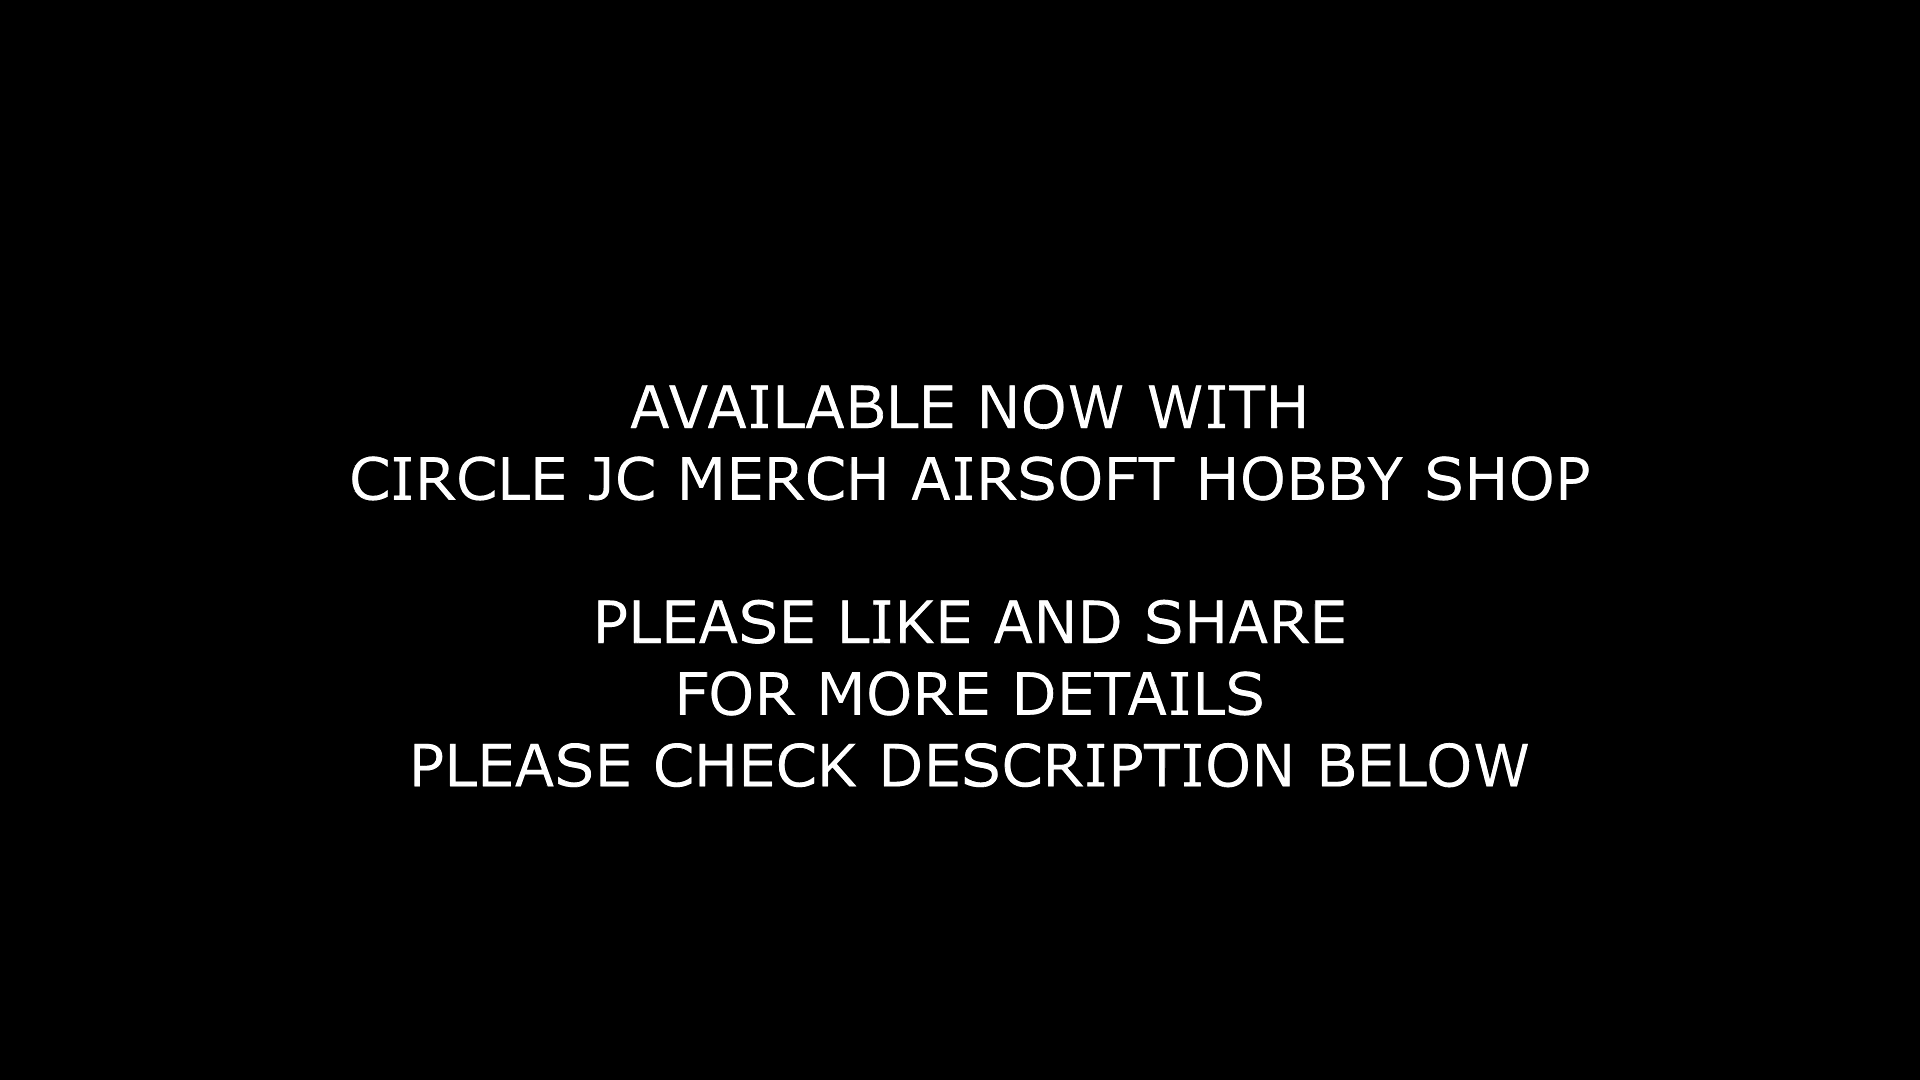 AVAILABLE NOW WITH
CIRCLE JC MERCH AIRSOFT HOBBY SHOP
PLEASE LIKE AND SHARE
FOR MORE DETAILS
PLEASE CHECK DESCRIPTION BELOW